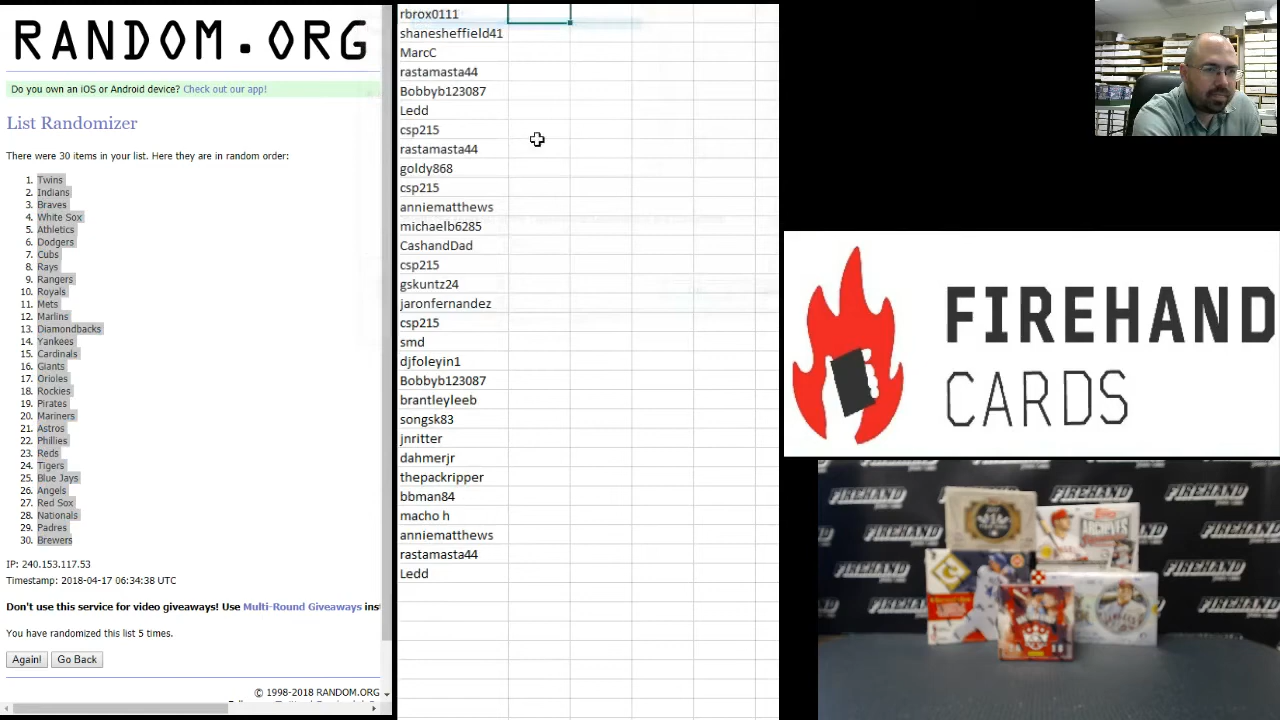 RANDOM.ORG
Do you own an iOS or Android device? Check out our app!
List Randomizer
There were 30 items in your list. Here they are in random order:
1. Twins
2. Indians
3. Braves
4. White Sox
5. Athletics
6. Dodgers
7. Cubs
8. Rays
9. Rangers
10. Royals
11. Mets
12. Marlins
13. Diamondbacks
14. Yankees
15. Cardinals
16. Giants
17. Orioles
18. Rockies
19. Pirates
20. Mariners
21. Astros
22. Phillies
23. Reds
24. Tigers
25. Blue Jays
26. Angels
27. Red Sox
28. Nationals
29. Padres
30. Brewers
IP: 240.153.117.53
Timestamp: 2018-04-17 06:34:38 UTC
Don't use this service for video giveaways! Use Multi-Round Giveaways ins
You have randomized this list 5 times.
Again! Go Back
© 1998-2018 RANDOM.ORG
rbrox0111
shanesheffield41
MarcC
rastamasta44
Bobbyb123087
Ledd
csp215
rastamasta44
goldy868
csp215
anniematthews
michaelb6285
CashandDad
csp215
gskuntz24
jaronfernandez
csp215
smd
djfoleyin1
Bobbyb123087
brantleyleeb
songsk83
jnritter
dahmerjr
thepackripper
bbman84
macho h
anniematthews
rastamasta44
Ledd
FIREHAND
CARDS
FIREHAND
FIREHAND
FIREHAND
FIREHAND
ARCHIVES